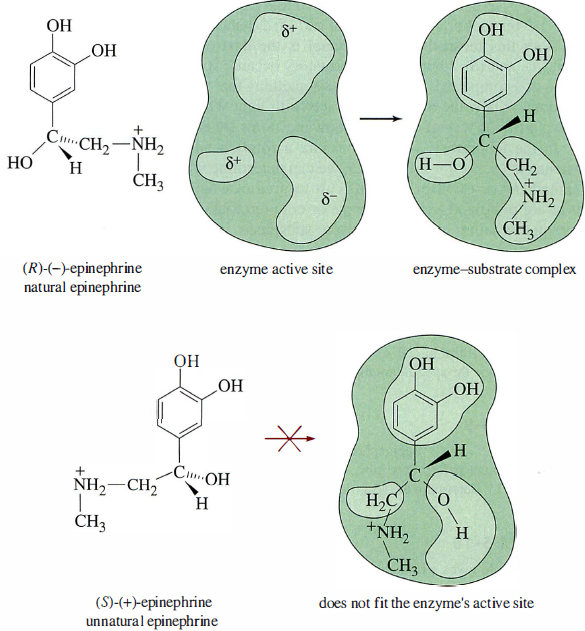 OH
OH
C
CH2
+
NH2
HO
H
CH3
δ+
δ+
δ−
OH
OH
H
C
H—O
CH2
+
NH2
CH3
(R)-(−)-epinephrine
natural epinephrine
enzyme active site
enzyme–substrate complex
OH
OH
+
NH2—CH2
C
OH
H
CH3
OH
OH
H
C
H2C
O
+NH2
H
CH3
(S)-(+)-epinephrine
unnatural epinephrine
does not fit the enzyme's active site